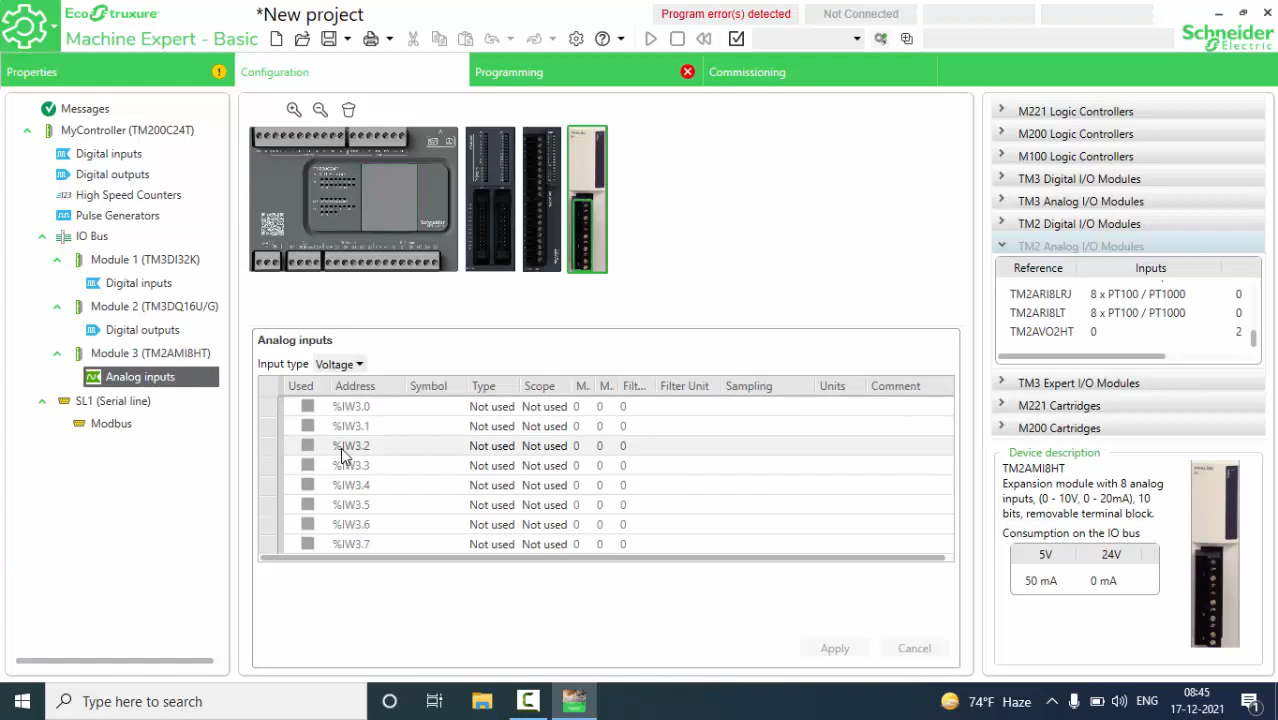 EcoStruxure
*New project
Program error(s) detected
Not Connected
Machine Expert - Basic
Schneider
Electric
Properties
!
Configuration
Programming
Commissioning
Messages
MyController (TM200C24T)
Digital inputs
Digital outputs
123 High Speed Counters
Pulse Generators
IO Bus
Module 1 (TM3DI32K)
Digital inputs
Module 2 (TM3DQ16U/G)
Digital outputs
Module 3 (TM2AMI8HT)
Analog inputs
SL1 (Serial line)
Modbus
TM200C24T
Schneider
Analog inputs
Input type Voltage
Used Address Symbol Type Scope M.. M.. Filt... Filter Unit Sampling Units Comment
%IW3.0 Not used Not used 0 0 0
%IW3.1 Not used Not used 0 0 0
%IW3.2 Not used Not used 0 0 0
%IW3.3 Not used Not used 0 0 0
%IW3.4 Not used Not used 0 0 0
%IW3.5 Not used Not used 0 0 0
%IW3.6 Not used Not used 0 0 0
%IW3.7 Not used Not used 0 0 0
Apply Cancel
M221 Logic Controllers
M200 Logic Controllers
M100 Logic Controllers
TM3 Digital I/O Modules
TM3 Analog I/O Modules
TM2 Digital I/O Modules
TM2 Analog I/O Modules
Reference Inputs
TM2ARI8LRJ 8 x PT100 / PT1000 0
TM2ARI8LT 8 x PT100 / PT1000 0
TM2AVO2HT 0 2
TM3 Expert I/O Modules
M221 Cartridges
M200 Cartridges
Device description
TM2AMI8HT
Expansion module with 8 analog
inputs, (0 - 10V, 0 - 20mA), 10
bits, removable terminal block.
Consumption on the IO bus
5V 24V
50 mA 0 mA
Type here to search
74°F Haze
ENG
08:45
17-12-2021
1